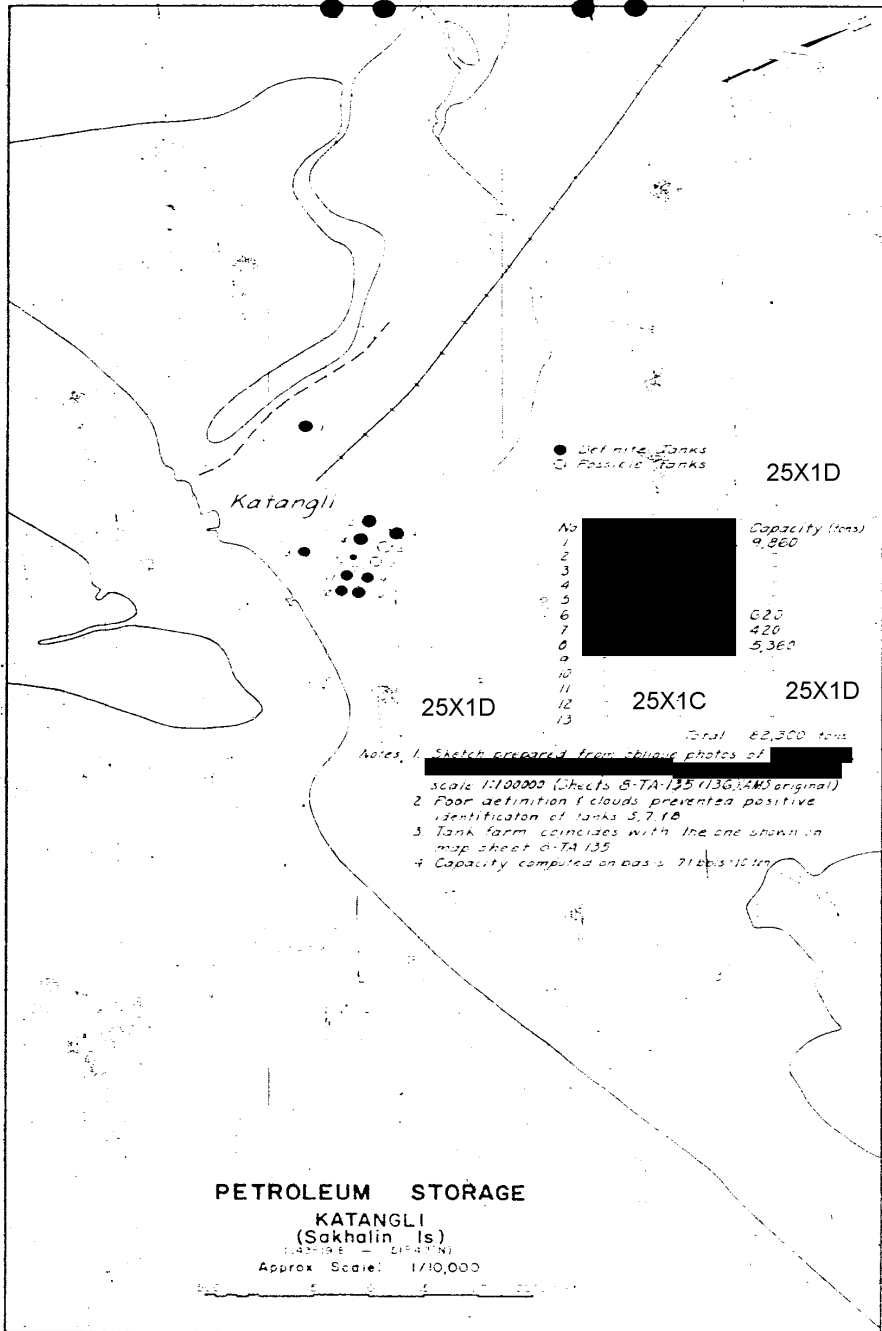 Definite Tanks
Possible Tanks
25X1D
Katangli
No Capacity (tons)
1 9,860
2
3
4
5
6 620
7 420
8 5,360
9
10
11
12
13
25X1D
25X1C
25X1D
Total 82,300 tons
Notes 1. Sketch prepared from oblique photos of
scale 1:100000 (Sheets 8-TA-135 (136)(AMS original)
2 Poor definition & clouds prevented positive
identification of tanks 5,7,18
3. Tank farm coincides with the one shown on
map sheet 8-TA 135
4 Capacity computed on basis
PETROLEUM STORAGE
KATANGLI
(Sakhalin Is.)
Approx Scale: 1/10,000